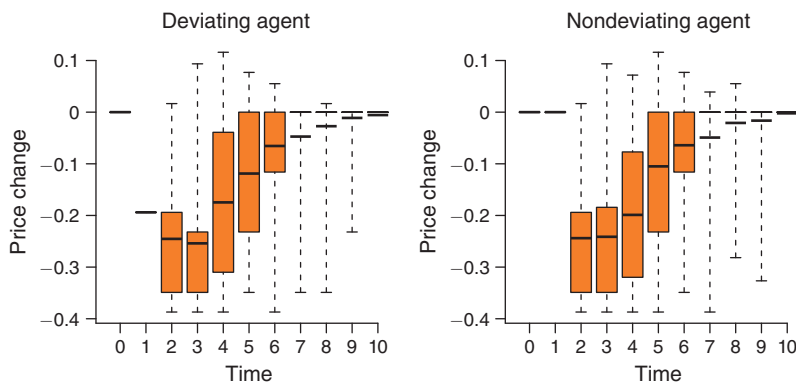 Deviating agent
Price change
0.1
0
−0.1
−0.2
−0.3
−0.4
0 1 2 3 4 5 6 7 8 9 10
Time
Nondeviating agent
Price change
0.1
0
−0.1
−0.2
−0.3
−0.4
0 1 2 3 4 5 6 7 8 9 10
Time